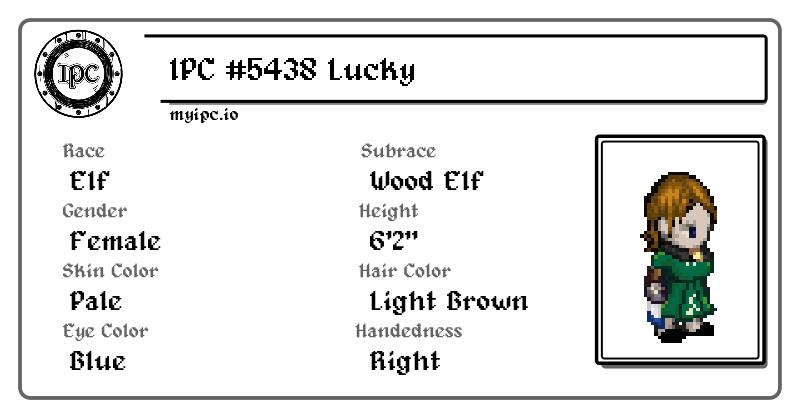 IPC
IPC #5438 Lucky
myipc.io
Race
Elf
Subrace
Wood Elf
Gender
Female
Height
6'2"
Skin Color
Pale
Hair Color
Light Brown
Eye Color
Blue
Handedness
Right